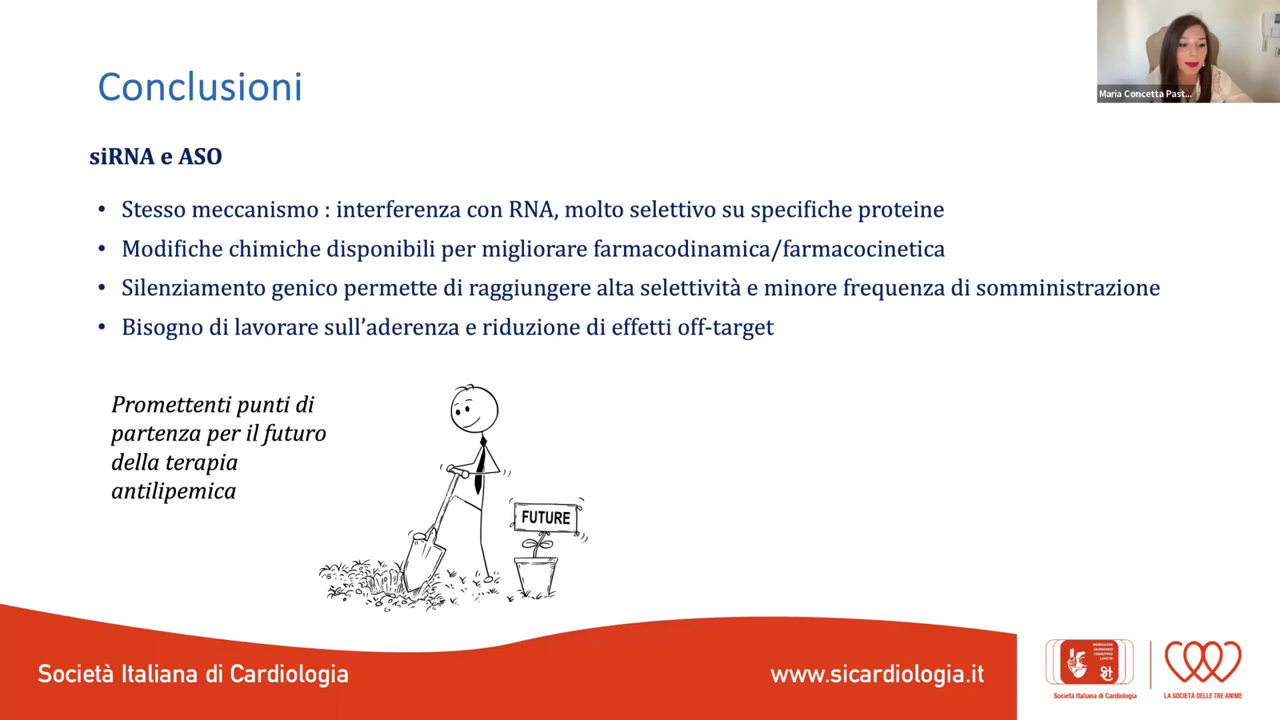 Conclusioni
Maria Concetta Past...
siRNA e ASO
• Stesso meccanismo : interferenza con RNA, molto selettivo su specifiche proteine
• Modifiche chimiche disponibili per migliorare farmacodinamica/farmacocinetica
• Silenziamento genico permette di raggiungere alta selettività e minore frequenza di somministrazione
• Bisogno di lavorare sull’aderenza e riduzione di effetti off-target
Promettenti punti di
partenza per il futuro
della terapia
antilipemica
FUTURE
Società Italiana di Cardiologia
www.sicardiologia.it
Società Italiana di Cardiologia
LA SOCIETÀ DELLE TRE ANIME